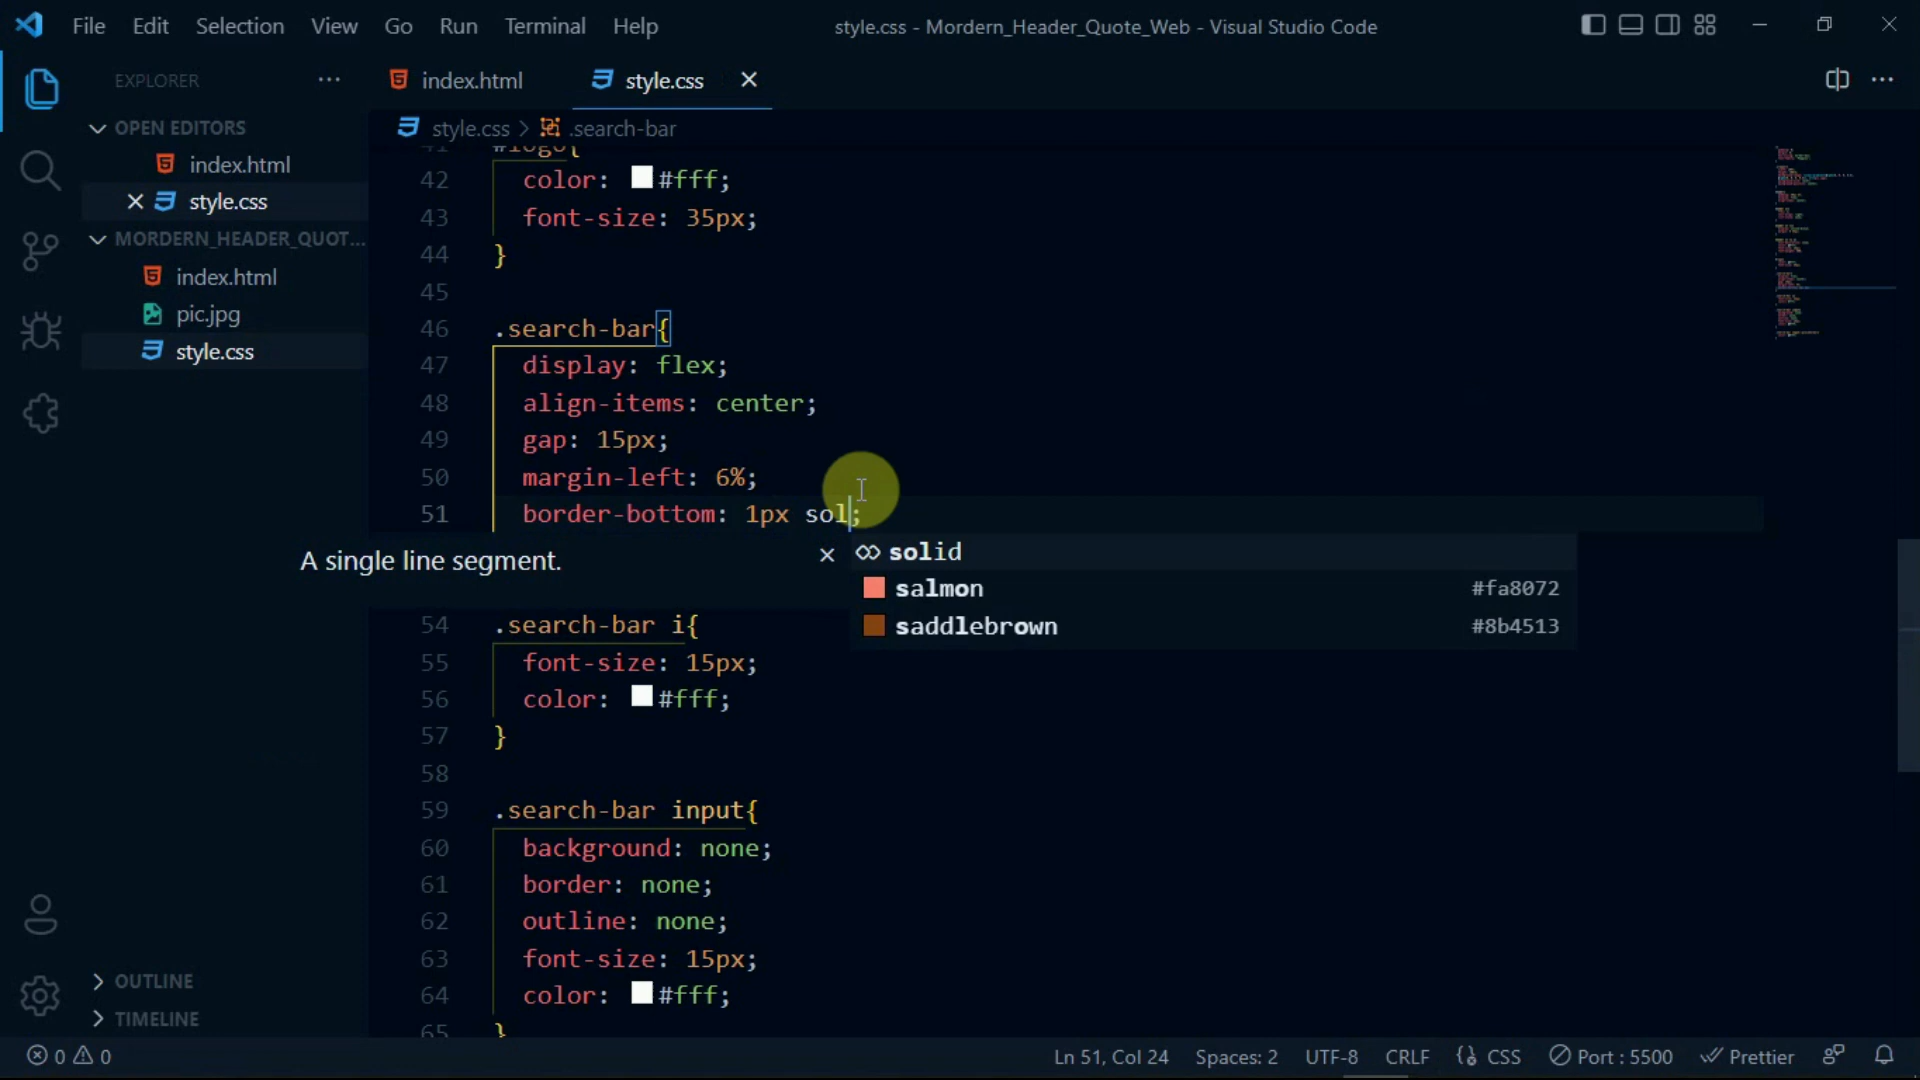 File Edit Selection View Go Run Terminal Help
style.css - Mordern_Header_Quote_Web - Visual Studio Code
EXPLORER
OPEN EDITORS
index.html
style.css
MORDERN_HEADER_QUOT...
index.html
pic.jpg
style.css
OUTLINE
TIMELINE
index.html
style.css
style.css > .search-bar
41 #logo{
42 color: #fff;
43 font-size: 35px;
44 }
45
46 .search-bar{
47 display: flex;
48 align-items: center;
49 gap: 15px;
50 margin-left: 6%;
51 border-bottom: 1px sol;
A single line segment.
solid
salmon #fa8072
saddlebrown #8b4513
54 .search-bar i{
55 font-size: 15px;
56 color: #fff;
57 }
58
59 .search-bar input{
60 background: none;
61 border: none;
62 outline: none;
63 font-size: 15px;
64 color: #fff;
65 }
0 0
Ln 51, Col 24 Spaces: 2 UTF-8 CRLF CSS Port : 5500 Prettier